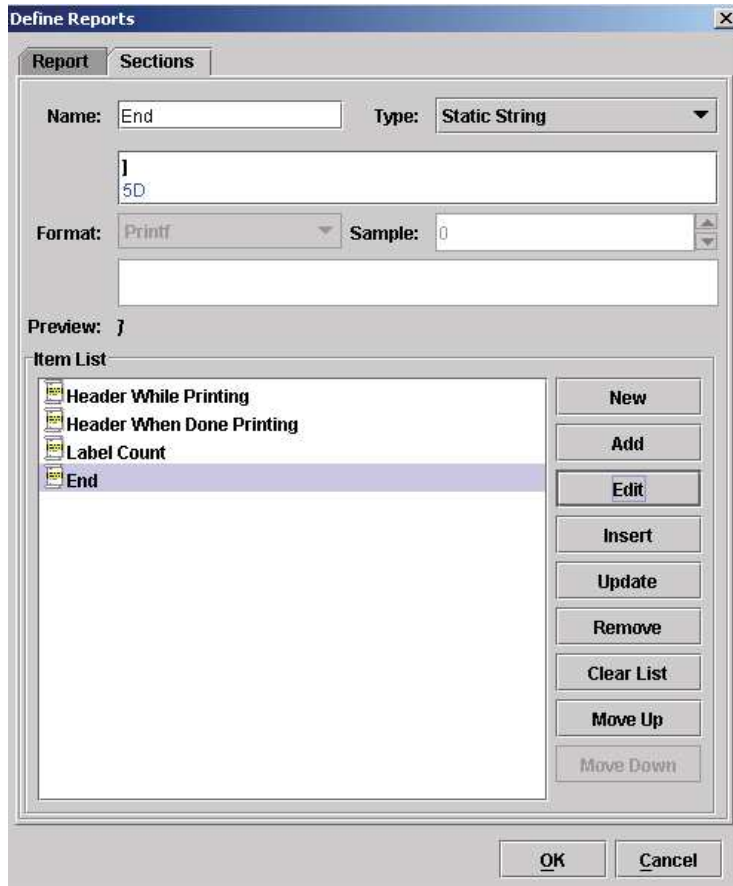 Define Reports
Report Sections
Name: End Type: Static String
]
5D
Format: Printf Sample: 0
Preview: ]
Item List
Header While Printing
Header When Done Printing
Label Count
End
New
Add
Edit
Insert
Update
Remove
Clear List
Move Up
Move Down
OK Cancel